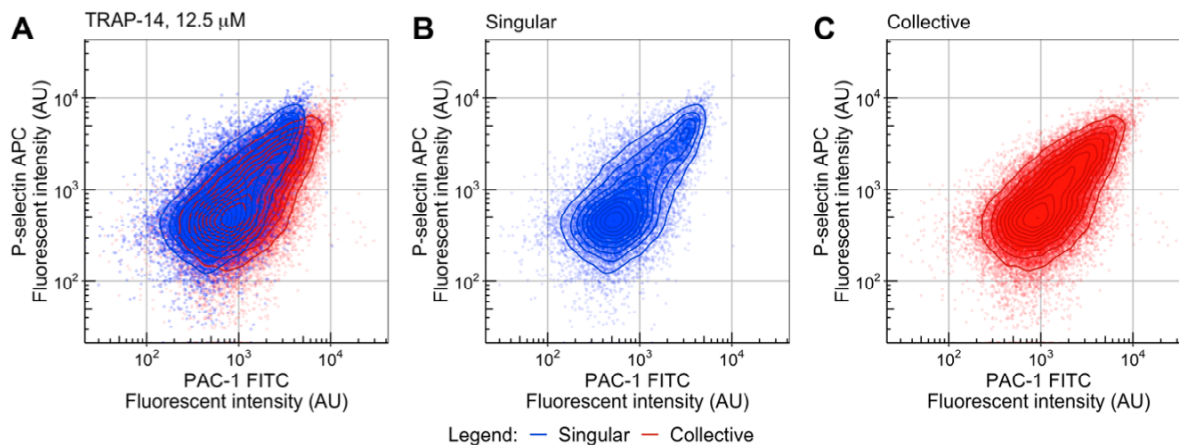 A
TRAP-14, 12.5 μM
P-selectin APC
Fluorescent intensity (AU)
10⁴
10³
10²
10² 10³ 10⁴
PAC-1 FITC
Fluorescent intensity (AU)
B
Singular
P-selectin APC
Fluorescent intensity (AU)
10⁴
10³
10²
10² 10³ 10⁴
PAC-1 FITC
Fluorescent intensity (AU)
C
Collective
P-selectin APC
Fluorescent intensity (AU)
10⁴
10³
10²
10² 10³ 10⁴
PAC-1 FITC
Fluorescent intensity (AU)
Legend: Singular Collective